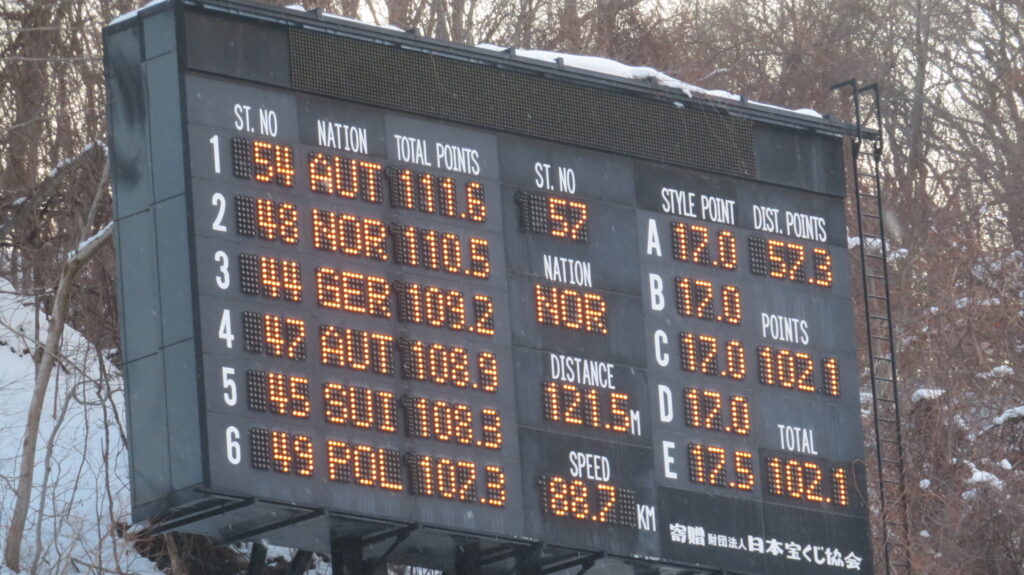 ST. NO NATION TOTAL POINTS
1 54 AUT 111.6
2 48 NOR 110.5
3 44 GER 109.2
4 47 AUT 108.9
5 45 SUI 108.3
6 49 POL 107.3
ST. NO
57
NATION
NOR
DISTANCE
121.5 M
SPEED
88.7 KM
STYLE POINT DIST. POINTS
A 17.0 57.3
B 17.0
POINTS
C 17.0 102.1
D 17.0
TOTAL
E 17.5 102.1
寄贈 財団法人 日本宝くじ協会